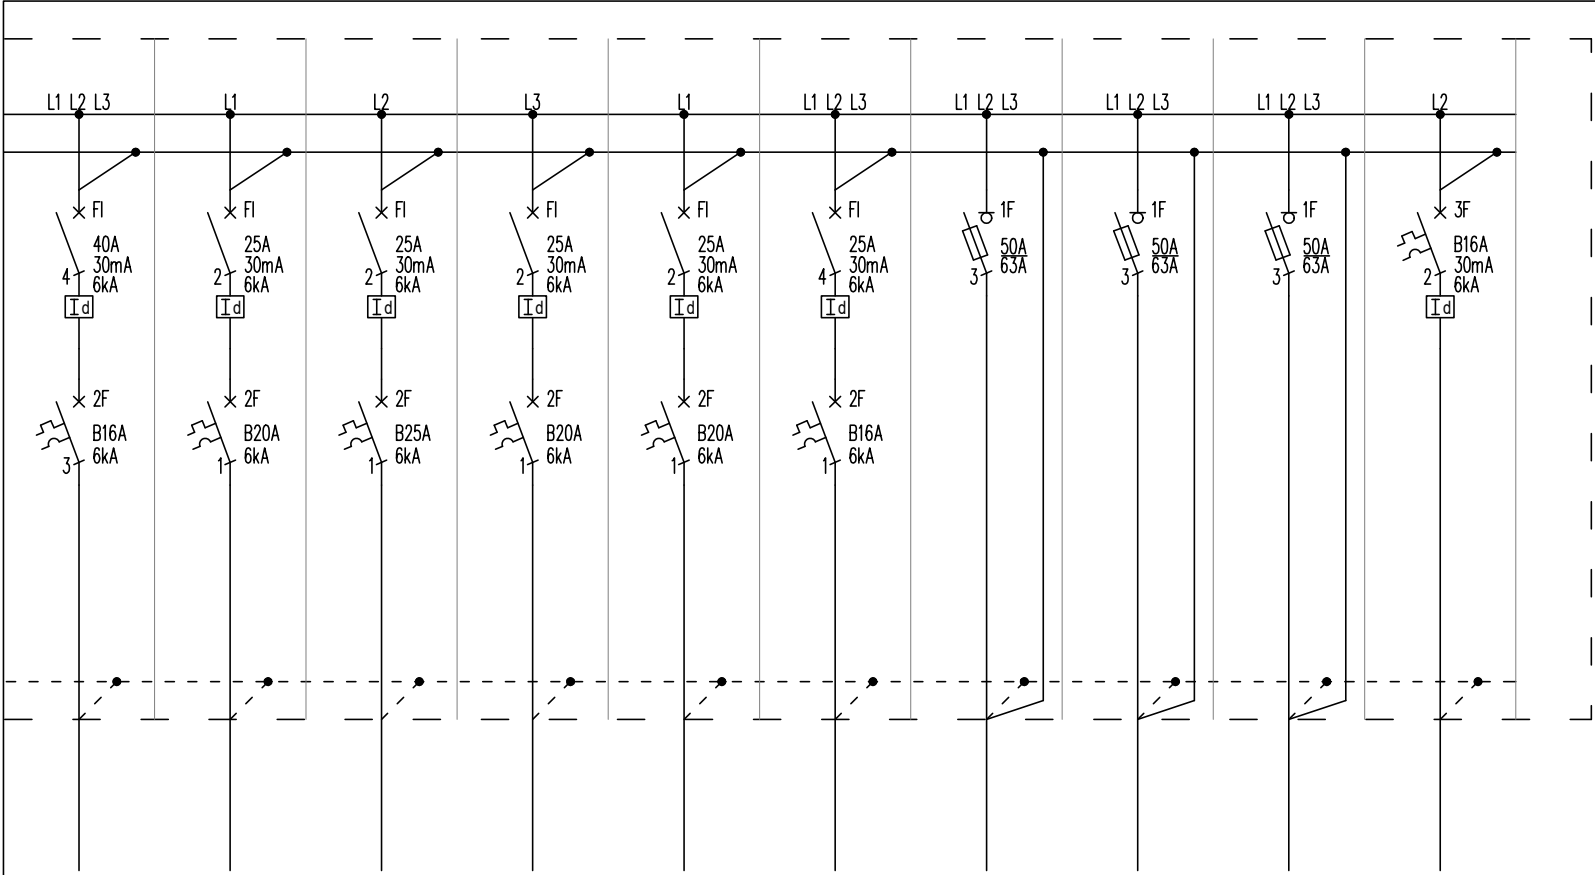 L1 L2 L3
L1
L2
L3
L1
L1 L2 L3
L1 L2 L3
L1 L2 L3
L1 L2 L3
L2
FI
40A
30mA
6kA
4
Id
FI
25A
30mA
6kA
2
Id
FI
25A
30mA
6kA
2
Id
FI
25A
30mA
6kA
2
Id
FI
25A
30mA
6kA
2
Id
FI
25A
30mA
6kA
4
Id
1F
50A
63A
3
1F
50A
63A
3
1F
50A
63A
3
3F
B16A
30mA
6kA
2
Id
2F
B16A
6kA
3
2F
B20A
6kA
1
2F
B25A
6kA
1
2F
B20A
6kA
1
2F
B20A
6kA
1
2F
B16A
6kA
1